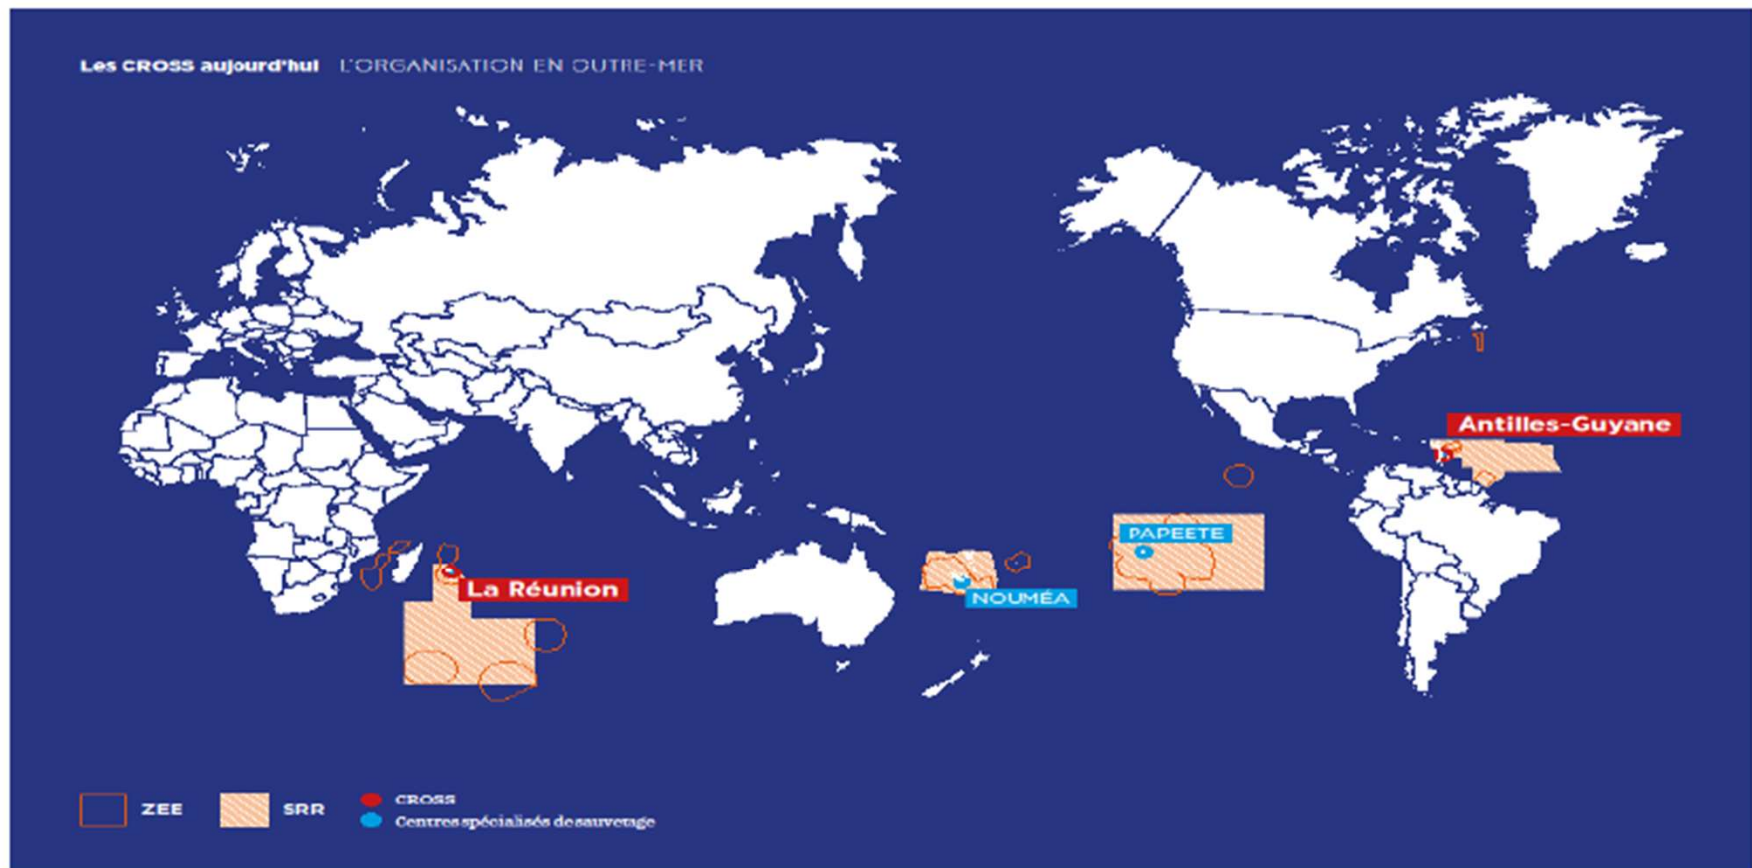 Les CROSS aujourd'hui L'ORGANISATION EN OUTRE-MER
Antilles-Guyane
PAPEETE
La Réunion
NOUMÉA
ZEE
SRR
CROSS
Centres spécialisés de sauvetage